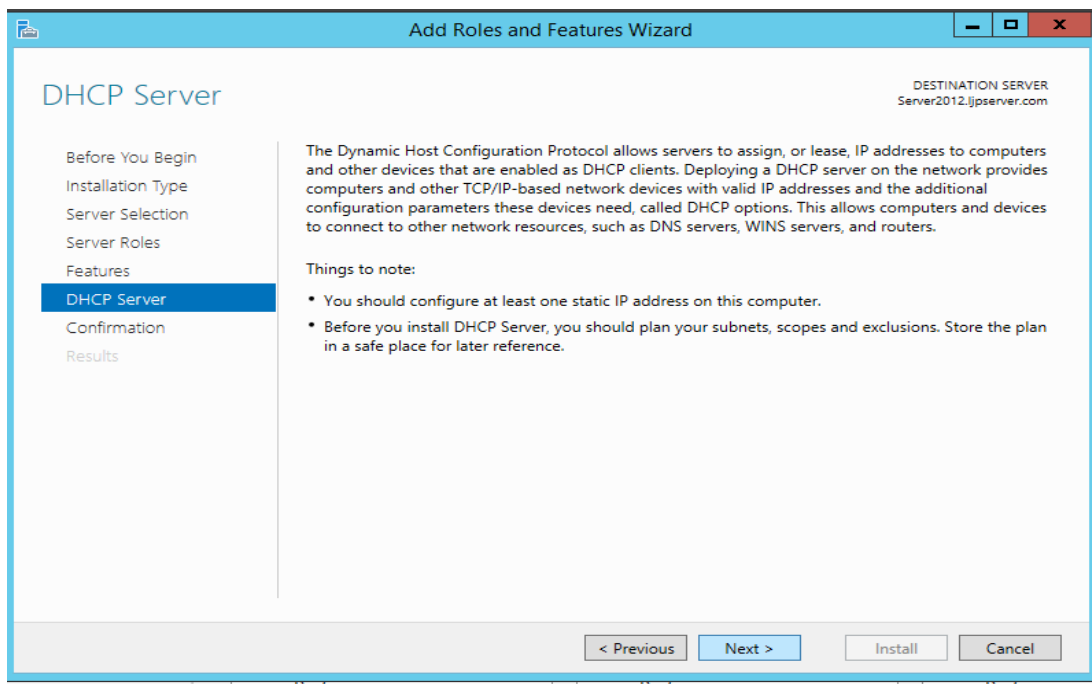 Add Roles and Features Wizard
DHCP Server
DESTINATION SERVER
Server2012.ljpserver.com
Before You Begin
Installation Type
Server Selection
Server Roles
Features
DHCP Server
Confirmation
Results
The Dynamic Host Configuration Protocol allows servers to assign, or lease, IP addresses to computers
and other devices that are enabled as DHCP clients. Deploying a DHCP server on the network provides
computers and other TCP/IP-based network devices with valid IP addresses and the additional
configuration parameters these devices need, called DHCP options. This allows computers and devices
to connect to other network resources, such as DNS servers, WINS servers, and routers.
Things to note:
• You should configure at least one static IP address on this computer.
• Before you install DHCP Server, you should plan your subnets, scopes and exclusions. Store the plan
in a safe place for later reference.
< Previous
Next >
Install
Cancel